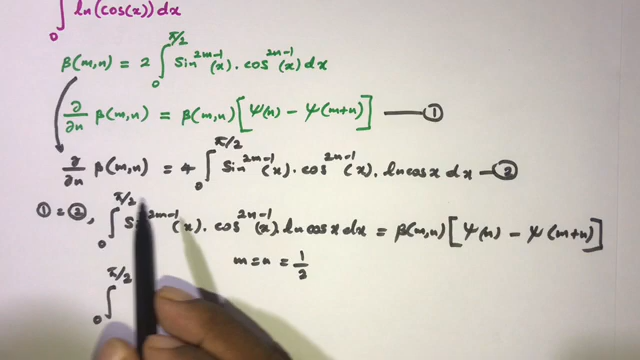 ∫₀ ln(cos(x)) dx
β(m,n) = 2 ∫₀^{π/2} Sin^{2m-1}(x) . cos^{2n-1}(x) dx
∂/∂n β(m,n) = β(m,n) [ψ(n) − ψ(m+n)] — ①
∂/∂n β(m,n) = 4 ∫₀^{π/2} Sin^{2m-1}(x) . cos^{2n-1}(x) . ln cos x dx — ②
① = ②, ∫₀^{π/2} S 2m-1 (x) . cos^{2n-1}(x) ln cos x dx = β(m,n) [ψ(n) − ψ(m+n)]
m = n = 1/2
∫₀^{π/2}